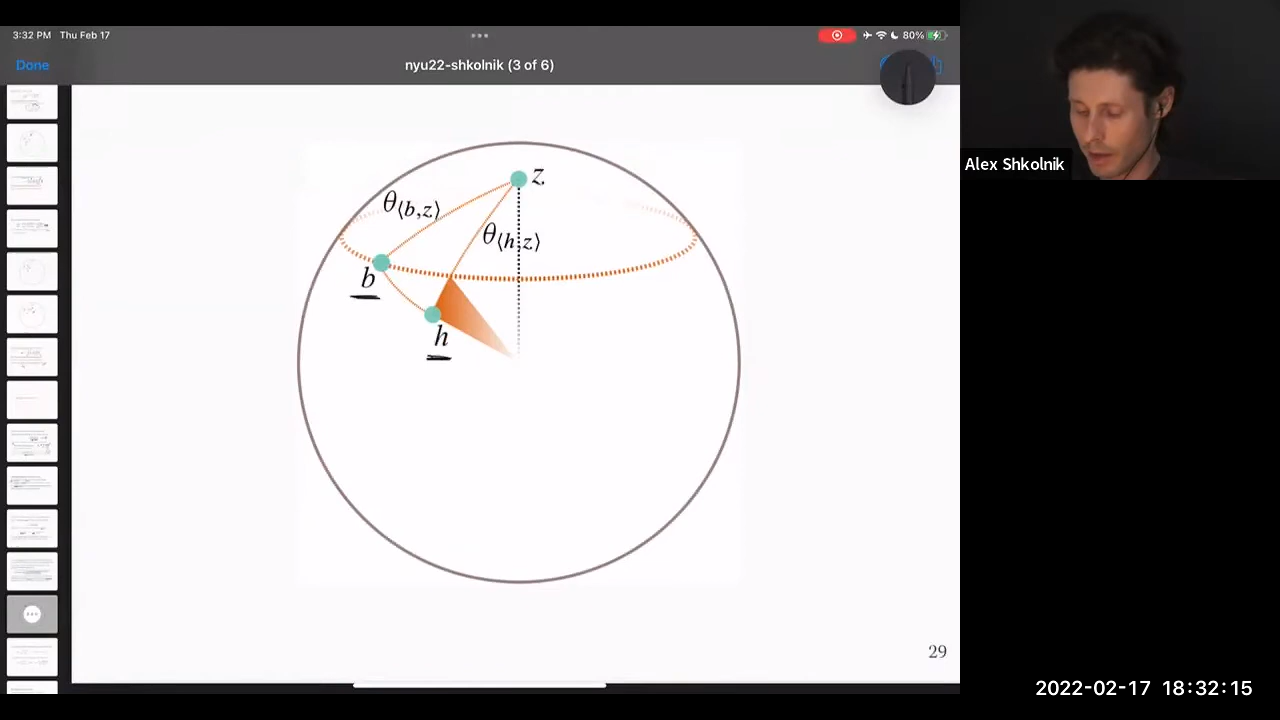 3:32 PM Thu Feb 17
80%
Done
nyu22-shkolnik (3 of 6)
z
θ⟨b,z⟩
θ⟨h,z⟩
b
h
29
Alex Shkolnik
2022-02-17 18:32:15